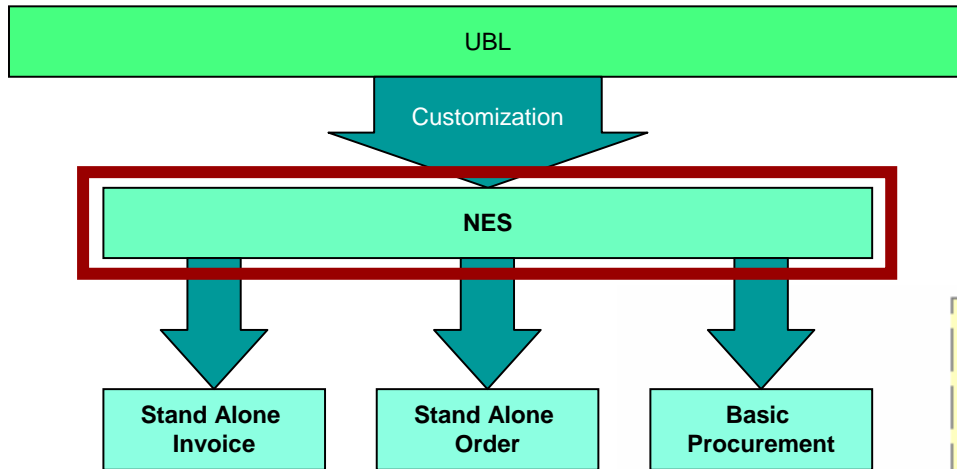 UBL
Customization
NES
Stand Alone
Invoice
Stand Alone
Order
Basic
Procurement